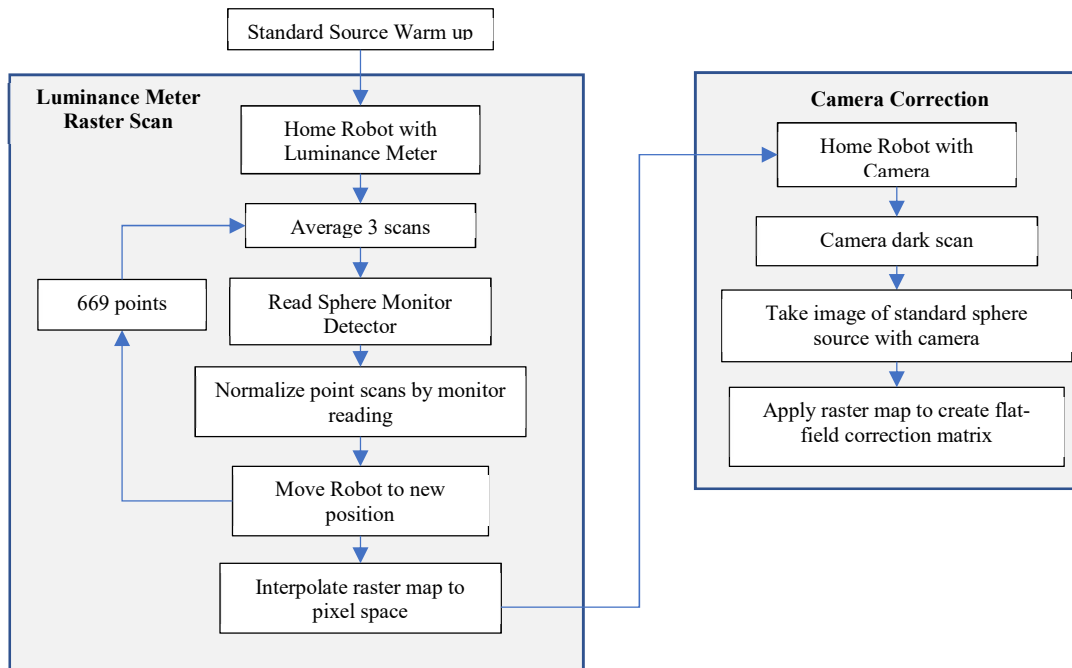 Standard Source Warm up
Luminance Meter
Raster Scan
Home Robot with
Luminance Meter
Average 3 scans
669 points
Read Sphere Monitor
Detector
Normalize point scans by monitor
reading
Move Robot to new
position
Interpolate raster map to
pixel space
Camera Correction
Home Robot with
Camera
Camera dark scan
Take image of standard sphere
source with camera
Apply raster map to create flat-
field correction matrix